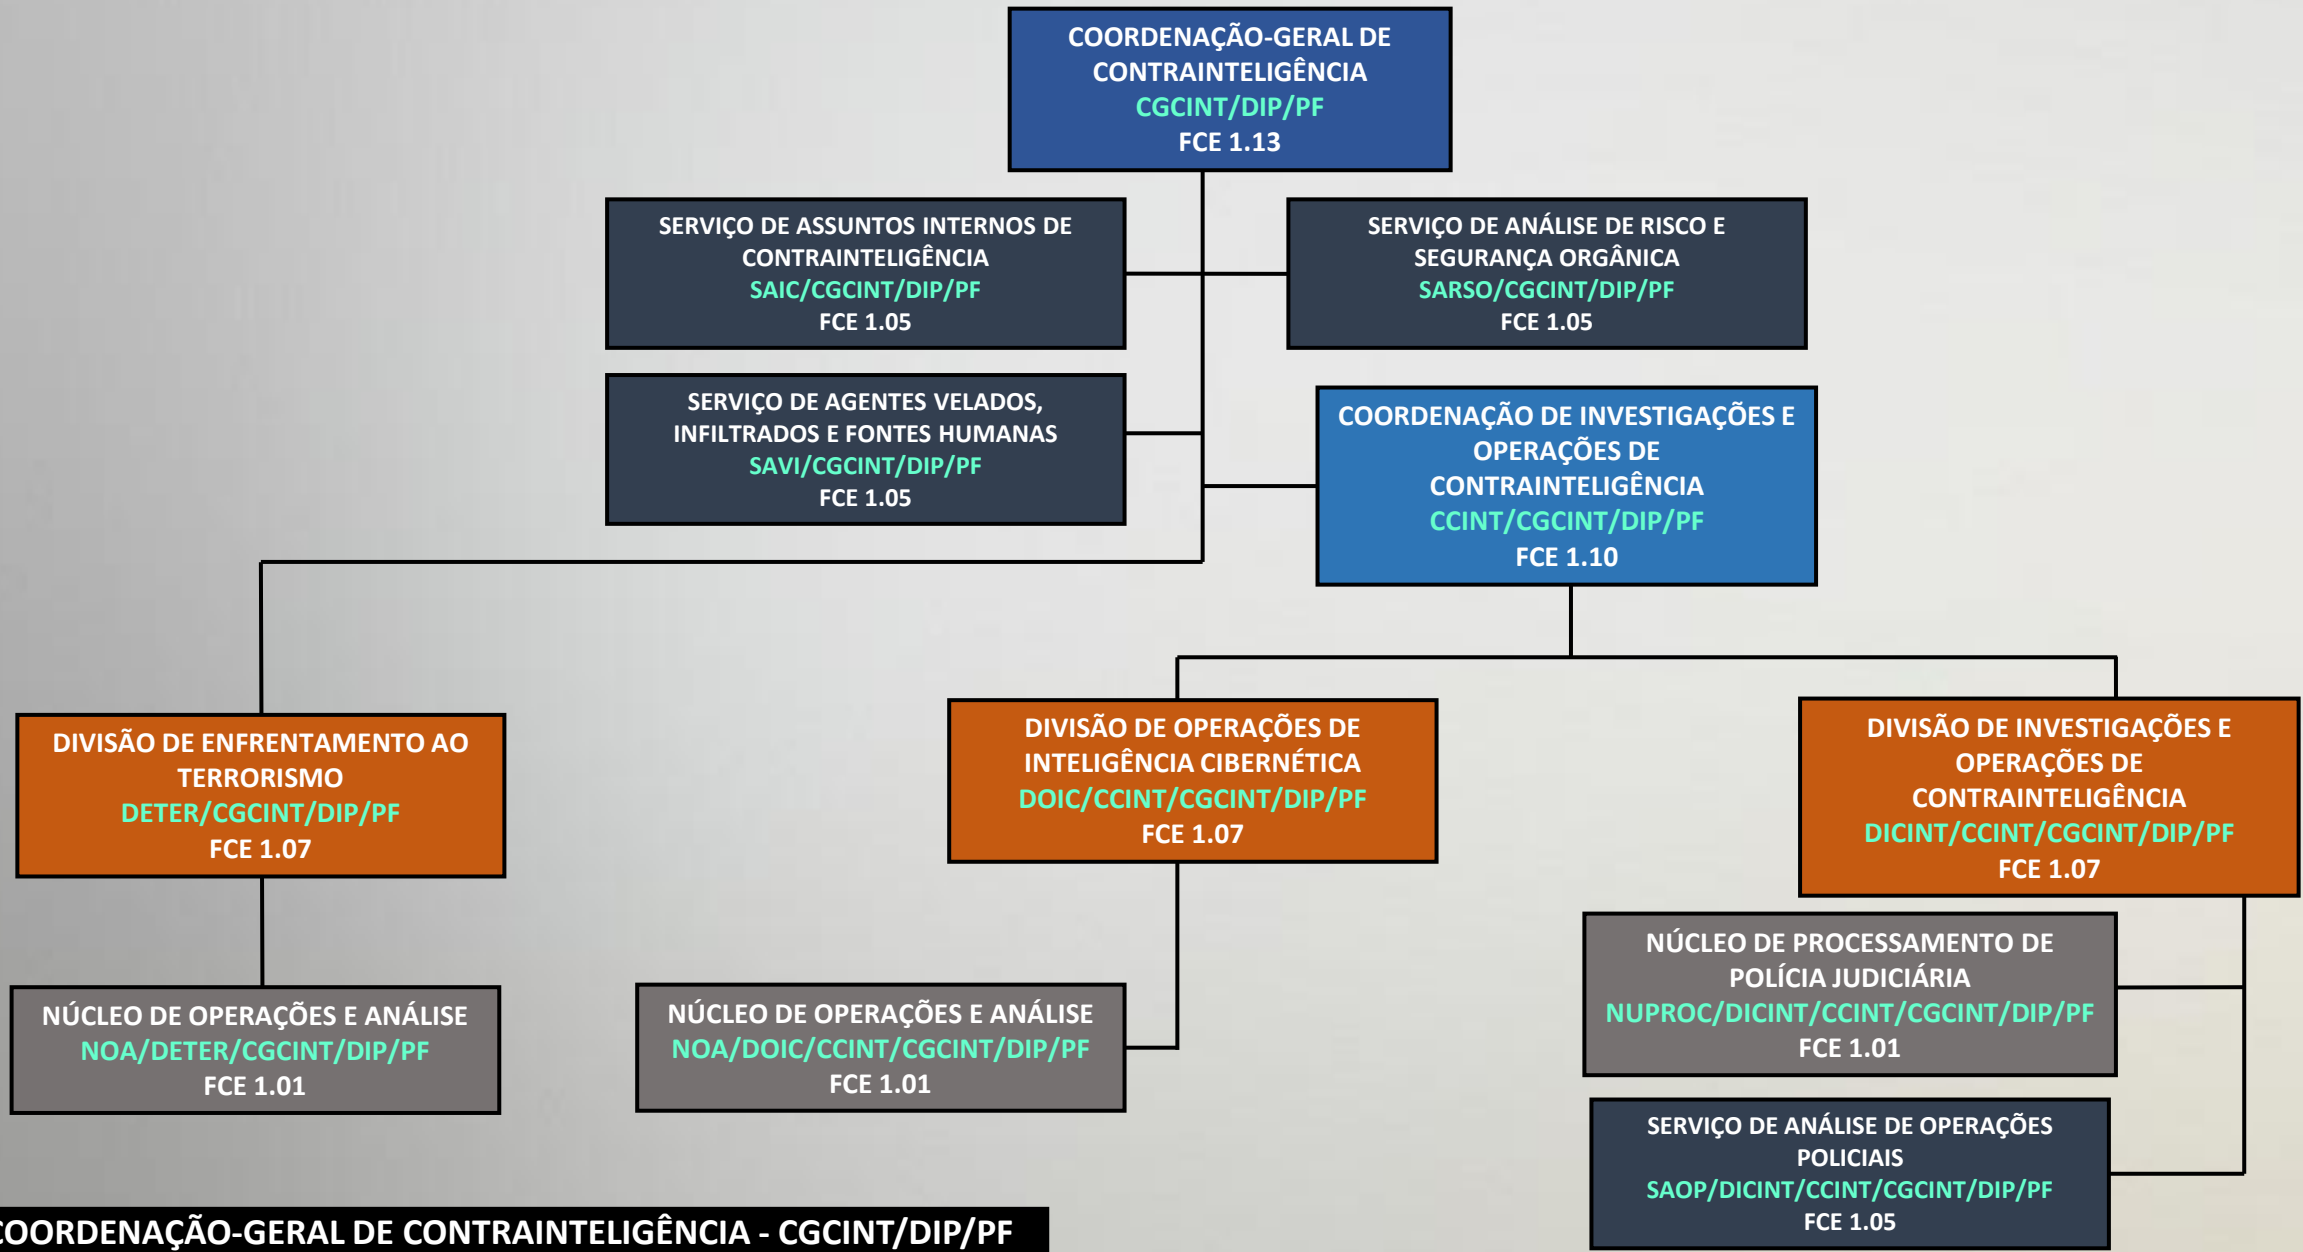 COORDENAÇÃO-GERAL DE
CONTRAINTELIGÊNCIA
CGCINT/DIP/PF
FCE 1.13
SERVIÇO DE ASSUNTOS INTERNOS DE
CONTRAINTELIGÊNCIA
SAIC/CGCINT/DIP/PF
FCE 1.05
SERVIÇO DE ANÁLISE DE RISCO E
SEGURANÇA ORGÂNICA
SARSO/CGCINT/DIP/PF
FCE 1.05
SERVIÇO DE AGENTES VELADOS,
INFILTRADOS E FONTES HUMANAS
SAVI/CGCINT/DIP/PF
FCE 1.05
COORDENAÇÃO DE INVESTIGAÇÕES E
OPERAÇÕES DE
CONTRAINTELIGÊNCIA
CCINT/CGCINT/DIP/PF
FCE 1.10
DIVISÃO DE ENFRENTAMENTO AO
TERRORISMO
DETER/CGCINT/DIP/PF
FCE 1.07
DIVISÃO DE OPERAÇÕES DE
INTELIGÊNCIA CIBERNÉTICA
DOIC/CCINT/CGCINT/DIP/PF
FCE 1.07
DIVISÃO DE INVESTIGAÇÕES E
OPERAÇÕES DE
CONTRAINTELIGÊNCIA
DICINT/CCINT/CGCINT/DIP/PF
FCE 1.07
NÚCLEO DE OPERAÇÕES E ANÁLISE
NOA/DETER/CGCINT/DIP/PF
FCE 1.01
NÚCLEO DE OPERAÇÕES E ANÁLISE
NOA/DOIC/CCINT/CGCINT/DIP/PF
FCE 1.01
NÚCLEO DE PROCESSAMENTO DE
POLÍCIA JUDICIÁRIA
NUPROC/DICINT/CCINT/CGCINT/DIP/PF
FCE 1.01
SERVIÇO DE ANÁLISE DE OPERAÇÕES
POLICIAIS
SAOP/DICINT/CCINT/CGCINT/DIP/PF
FCE 1.05
COORDENAÇÃO-GERAL DE CONTRAINTELIGÊNCIA - CGCINT/DIP/PF